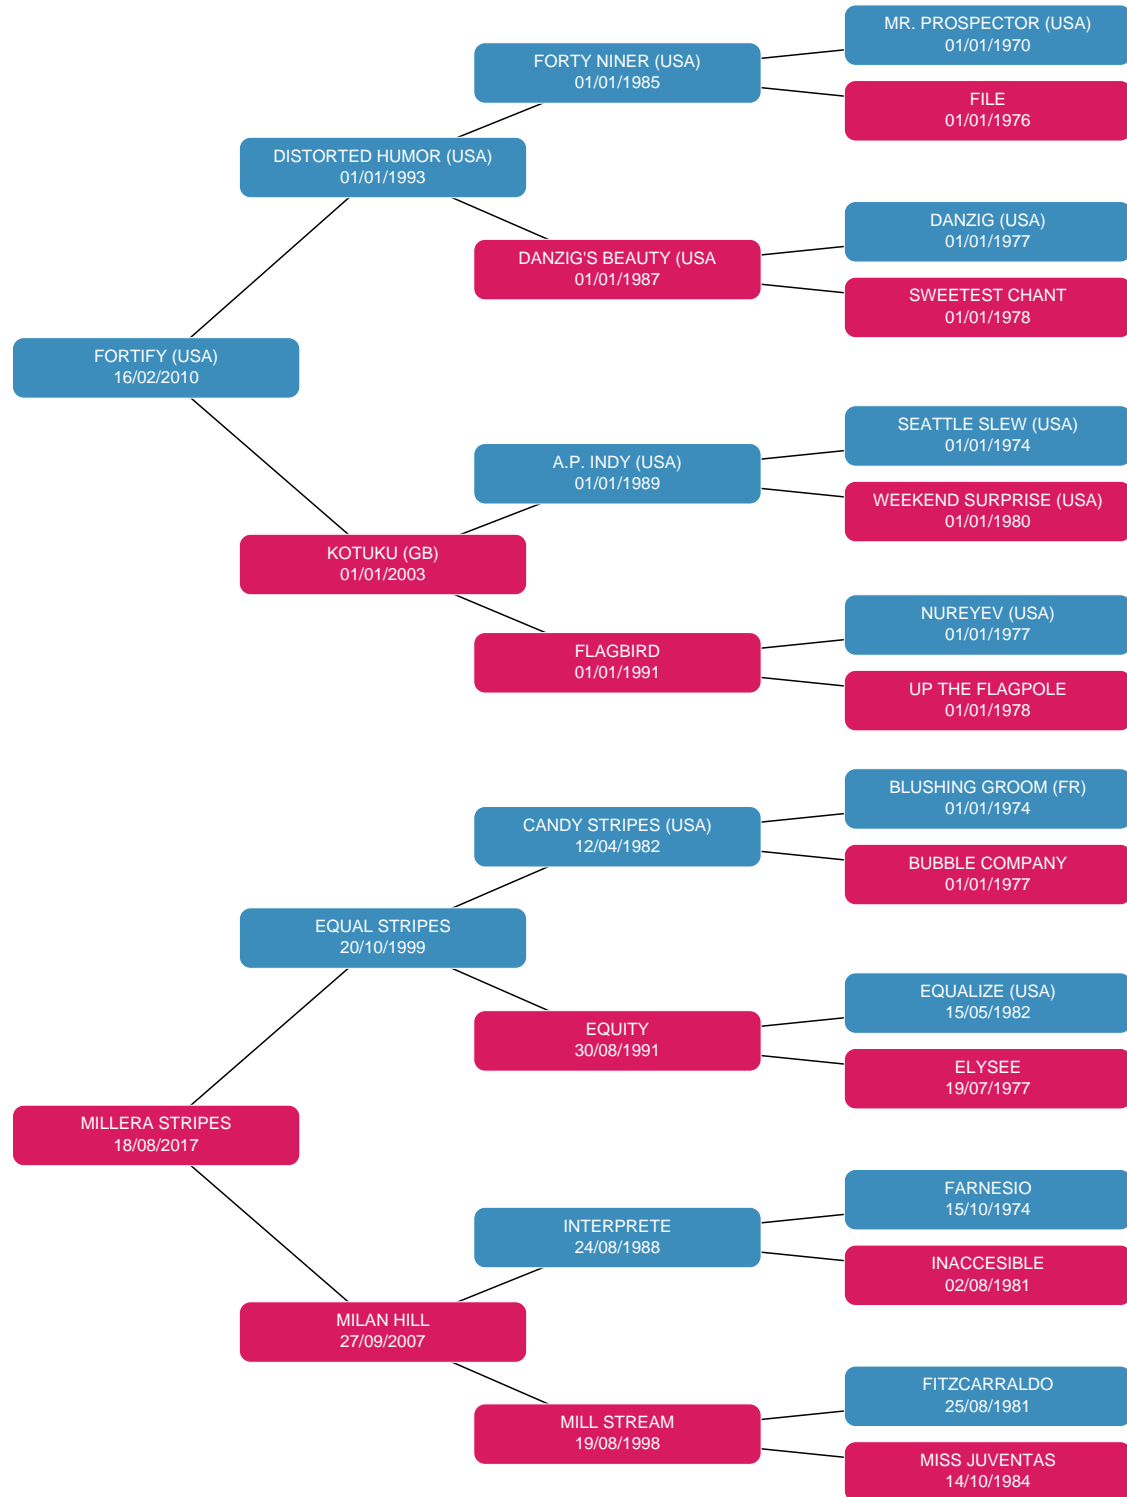 MR. PROSPECTOR (USA)
01/01/1970
FORTY NINER (USA)
01/01/1985
FILE
01/01/1976
DISTORTED HUMOR (USA)
01/01/1993
DANZIG (USA)
01/01/1977
DANZIG'S BEAUTY (USA
01/01/1987
SWEETEST CHANT
01/01/1978
FORTIFY (USA)
16/02/2010
SEATTLE SLEW (USA)
01/01/1974
A.P. INDY (USA)
01/01/1989
WEEKEND SURPRISE (USA)
01/01/1980
KOTUKU (GB)
01/01/2003
NUREYEV (USA)
01/01/1977
FLAGBIRD
01/01/1991
UP THE FLAGPOLE
01/01/1978
BLUSHING GROOM (FR)
01/01/1974
CANDY STRIPES (USA)
12/04/1982
BUBBLE COMPANY
01/01/1977
EQUAL STRIPES
20/10/1999
EQUALIZE (USA)
15/05/1982
EQUITY
30/08/1991
ELYSEE
19/07/1977
MILLERA STRIPES
18/08/2017
FARNESIO
15/10/1974
INTERPRETE
24/08/1988
INACCESIBLE
02/08/1981
MILAN HILL
27/09/2007
FITZCARRALDO
25/08/1981
MILL STREAM
19/08/1998
MISS JUVENTAS
14/10/1984